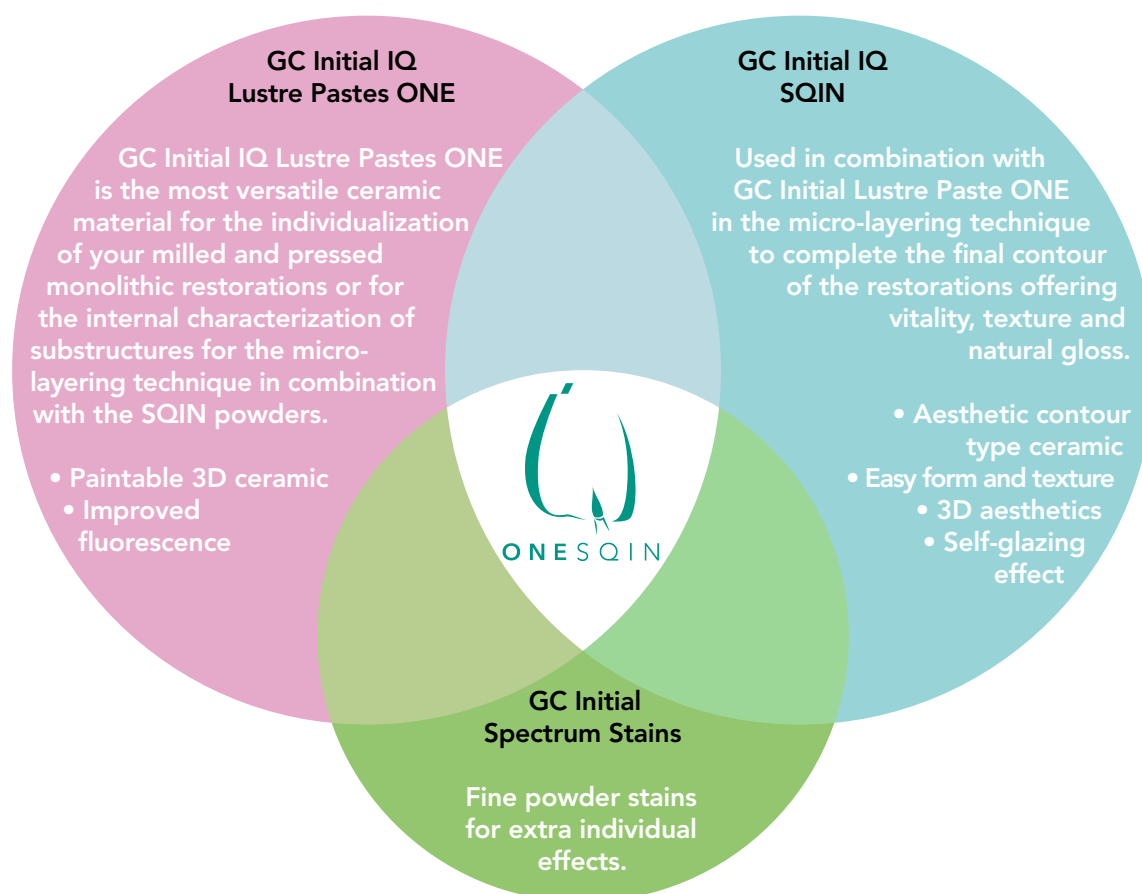 GC Initial IQ
Lustre Pastes ONE
GC Initial IQ Lustre Pastes ONE
is the most versatile ceramic
material for the individualization
of your milled and pressed
monolithic restorations or for
the internal characterization of
substructures for the micro-
layering technique in combination
with the SQIN powders.
• Paintable 3D ceramic
• Improved
fluorescence
GC Initial IQ
SQIN
Used in combination with
GC Initial Lustre Paste ONE
in the micro-layering technique
to complete the final contour
of the restorations offering
vitality, texture and
natural gloss.
• Aesthetic contour
type ceramic
• Easy form and texture
• 3D aesthetics
• Self-glazing
effect
ONESQIN
GC Initial
Spectrum Stains
Fine powder stains
for extra individual
effects.